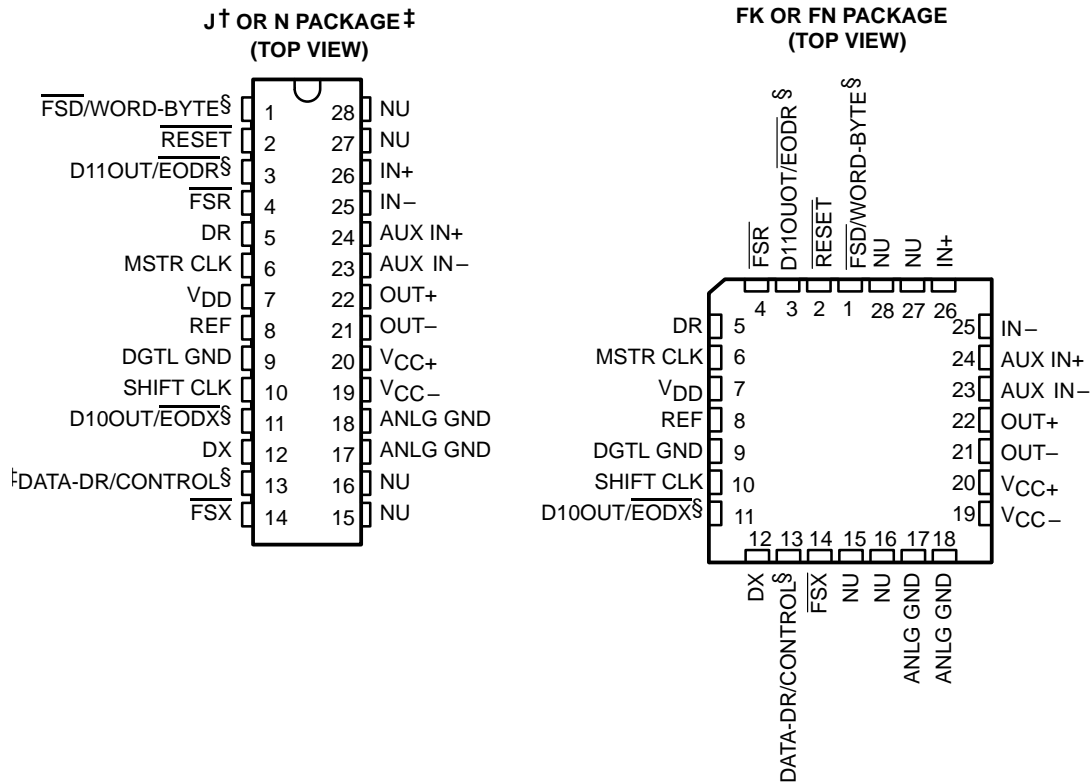 J† OR N PACKAGE‡
(TOP VIEW)
FSD/WORD-BYTE§ 1 28 NU
RESET 2 27 NU
D11OUT/EODR§ 3 26 IN+
FSR 4 25 IN−
DR 5 24 AUX IN+
MSTR CLK 6 23 AUX IN−
VDD 7 22 OUT+
REF 8 21 OUT−
DGTL GND 9 20 VCC+
SHIFT CLK 10 19 VCC−
D10OUT/EODX§ 11 18 ANLG GND
DX 12 17 ANLG GND
DATA-DR/CONTROL§ 13 16 NU
FSX 14 15 NU
FK OR FN PACKAGE
(TOP VIEW)
FSR
D11OUOT/EODR§
RESET
FSD/WORD-BYTE§
NU
NU
IN+
4 3 2 1 28 27 26
DR 5 25 IN−
MSTR CLK 6 24 AUX IN+
VDD 7 23 AUX IN−
REF 8 22 OUT+
DGTL GND 9 21 OUT−
SHIFT CLK 10 20 VCC+
D10OUT/EODX§ 11 19 VCC−
12 13 14 15 16 17 18
DX
DATA-DR/CONTROL§
FSX
NU
NU
ANLG GND
ANLG GND